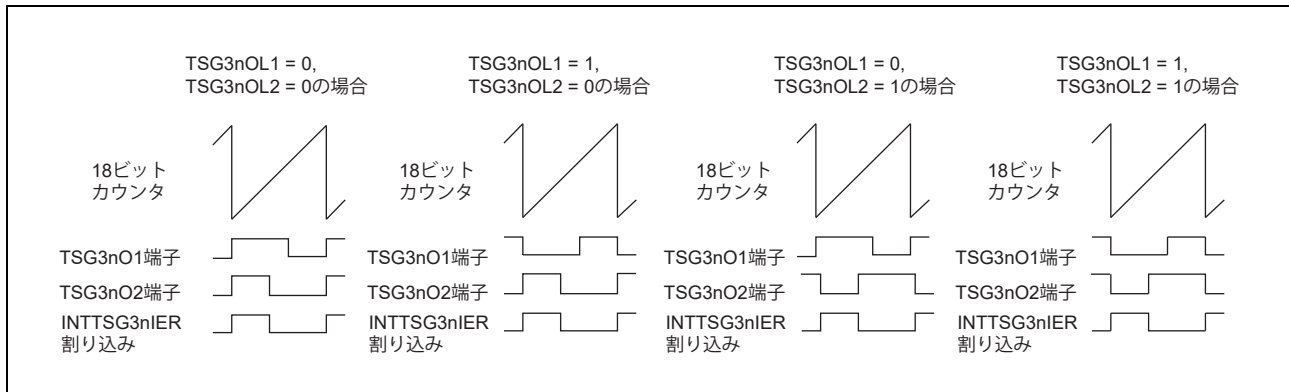 TSG3nOL1 = 0,
TSG3nOL2 = 0の場合
TSG3nOL1 = 1,
TSG3nOL2 = 0の場合
TSG3nOL1 = 0,
TSG3nOL2 = 1の場合
TSG3nOL1 = 1,
TSG3nOL2 = 1の場合
18ビット
カウンタ
TSG3nO1端子
TSG3nO2端子
INTTSG3nIER
割り込み
18ビット
カウンタ
TSG3nO1端子
TSG3nO2端子
INTTSG3nIER
割り込み
18ビット
カウンタ
TSG3nO1端子
TSG3nO2端子
INTTSG3nIER
割り込み
18ビット
カウンタ
TSG3nO1端子
TSG3nO2端子
INTTSG3nIER
割り込み